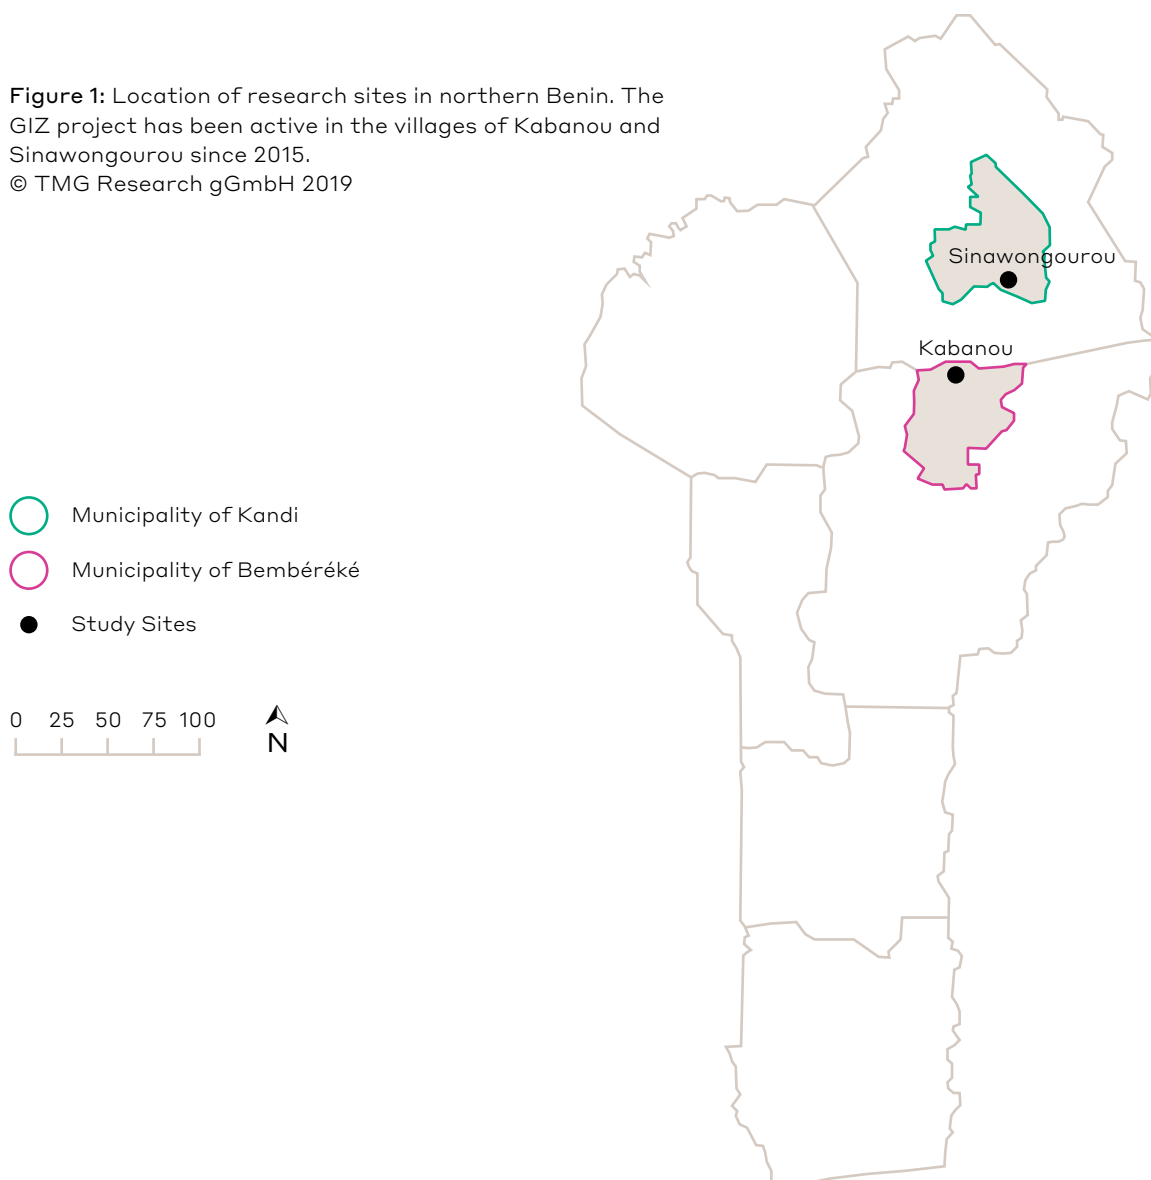 Figure 1: Location of research sites in northern Benin. The
GIZ project has been active in the villages of Kabanou and
Sinawongourou since 2015.
© TMG Research gGmbH 2019
Sinawongourou
Kabanou
Municipality of Kandi
Municipality of Bembéréké
Study Sites
0 25 50 75 100
N